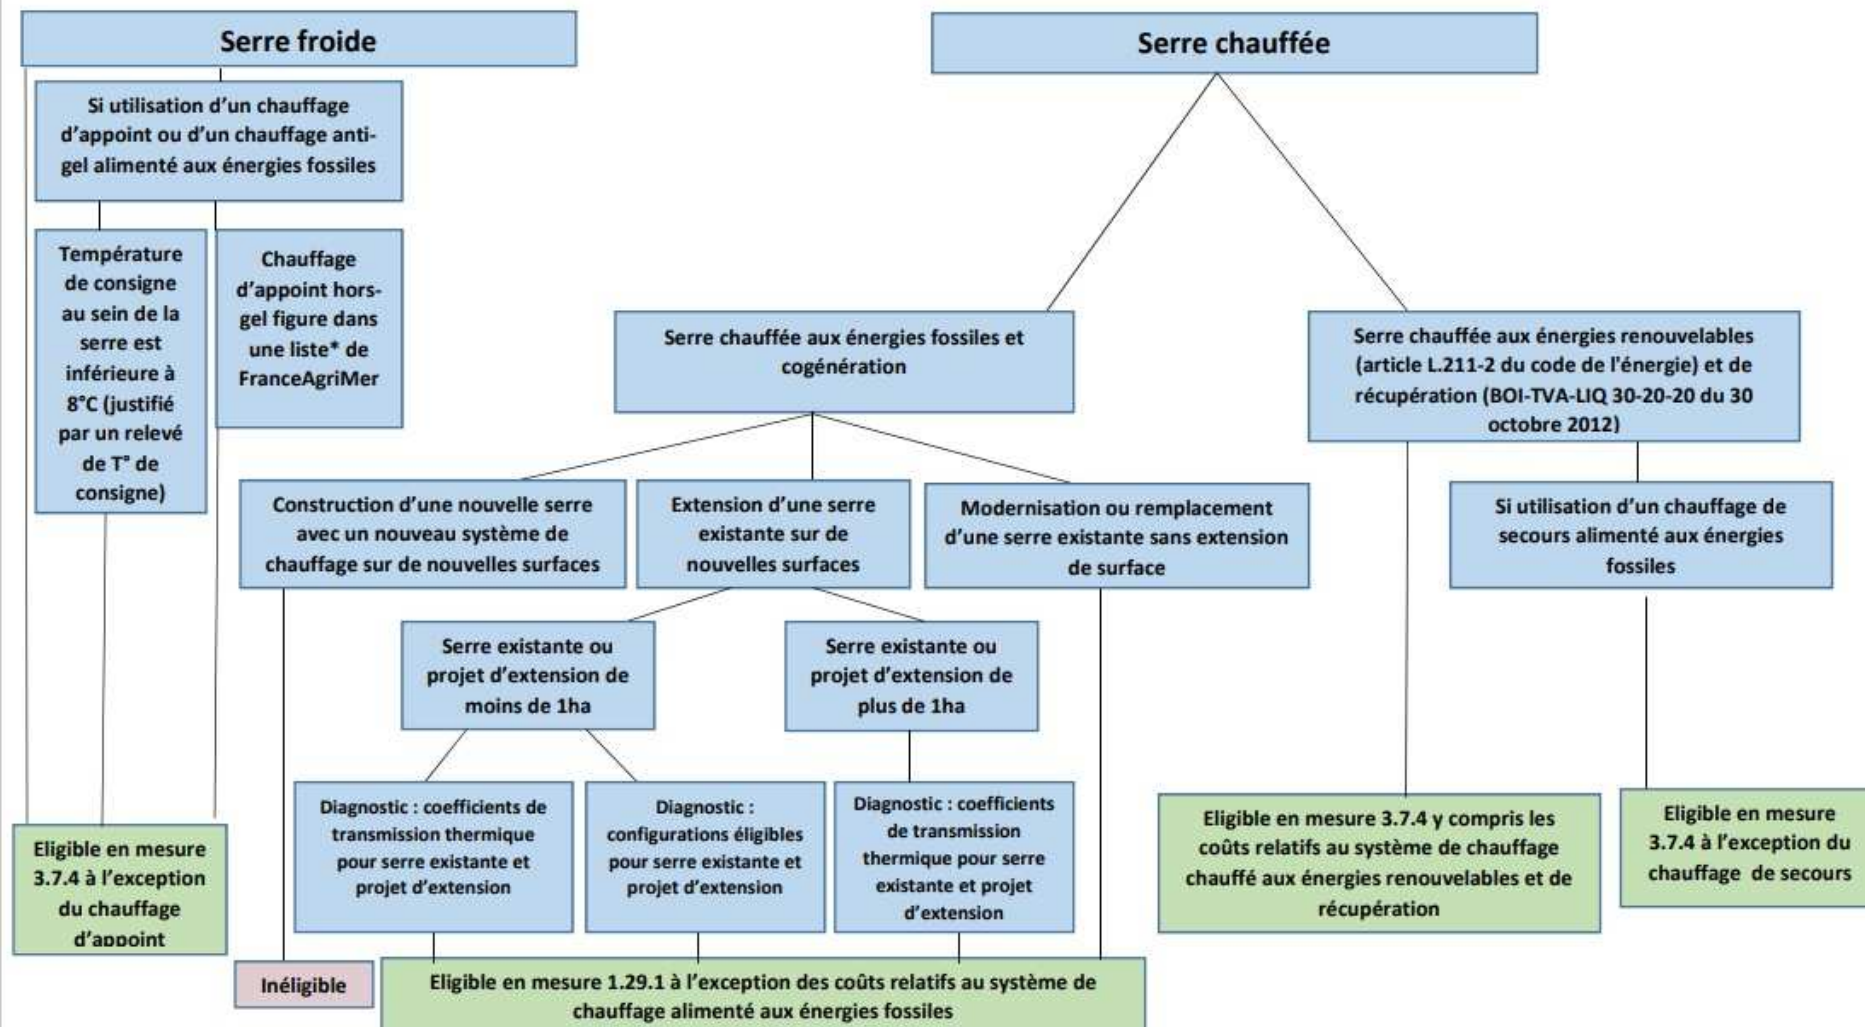 Serre froide
Serre chauffée
Si utilisation d’un chauffage
d’appoint ou d’un chauffage anti-
gel alimenté aux énergies fossiles
Température
de consigne
au sein de la
serre est
inférieure à
8°C (justifié
par un relevé
de T° de
consigne)
Chauffage
d’appoint hors-
gel figure dans
une liste* de
FranceAgriMer
Serre chauffée aux énergies fossiles et
cogénération
Serre chauffée aux énergies renouvelables
(article L.211-2 du code de l'énergie) et de
récupération (BOI-TVA-LIQ 30-20-20 du 30
octobre 2012)
Construction d’une nouvelle serre
avec un nouveau système de
chauffage sur de nouvelles surfaces
Extension d’une serre
existante sur de
nouvelles surfaces
Modernisation ou remplacement
d’une serre existante sans extension
de surface
Si utilisation d’un chauffage de
secours alimenté aux énergies
fossiles
Serre existante ou
projet d’extension de
moins de 1ha
Serre existante ou
projet d’extension de
plus de 1ha
Diagnostic : coefficients de
transmission thermique
pour serre existante et
projet d’extension
Diagnostic :
configurations éligibles
pour serre existante et
projet d’extension
Diagnostic : coefficients
de transmission
thermique pour serre
existante et projet
d’extension
Eligible en mesure 3.7.4 y compris les
coûts relatifs au système de chauffage
chauffé aux énergies renouvelables et de
récupération
Eligible en mesure
3.7.4 à l’exception du
chauffage de secours
Eligible en mesure
3.7.4 à l’exception
du chauffage
d’appoint
Inéligible
Eligible en mesure 1.29.1 à l’exception des coûts relatifs au système de
chauffage alimenté aux énergies fossiles